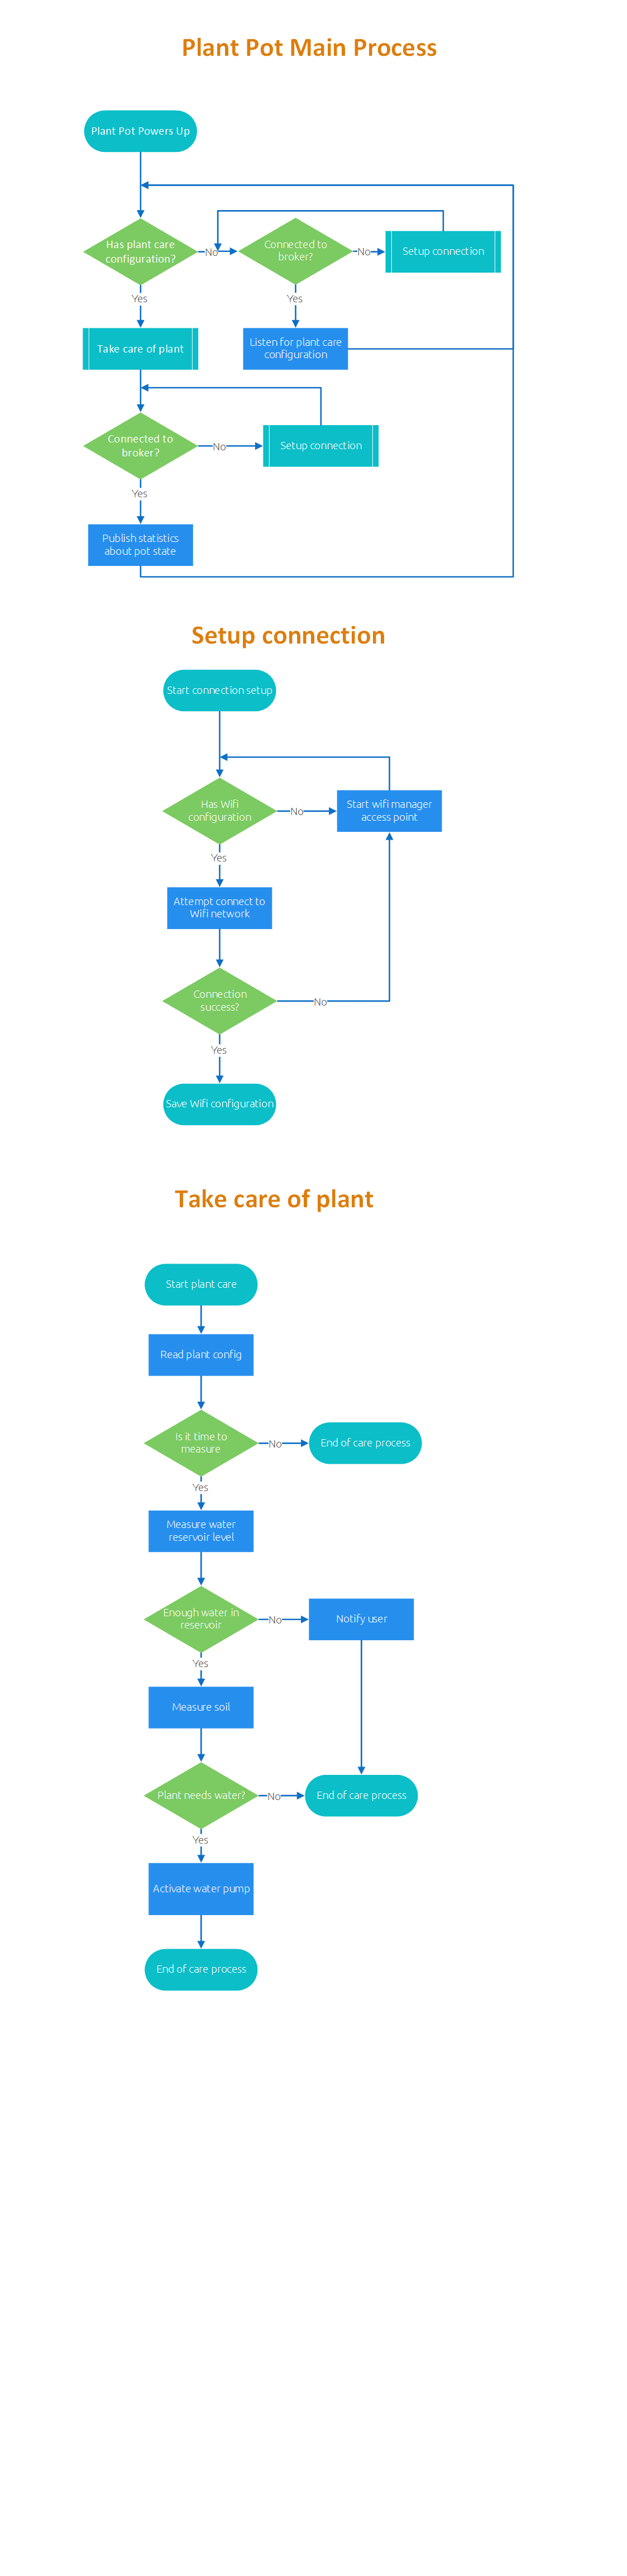 Plant Pot Main Process
Plant Pot Powers Up
Has plant care
configuration?
No
Connected to
broker?
No
Setup connection
Yes
Yes
Take care of plant
Listen for plant care
configuration
Connected to
broker?
No
Setup connection
Yes
Publish statistics
about pot state
Setup connection
Start connection setup
Has Wifi
configuration
No
Start wifi manager
access point
Yes
Attempt connect to
Wifi network
Connection
success?
No
Yes
Save Wifi configuration
Take care of plant
Start plant care
Read plant config
Is it time to
measure
No
End of care process
Yes
Measure water
reservoir level
Enough water in
reservoir
No
Notify user
Yes
Measure soil
Plant needs water?
No
End of care process
Yes
Activate water pump
End of care process